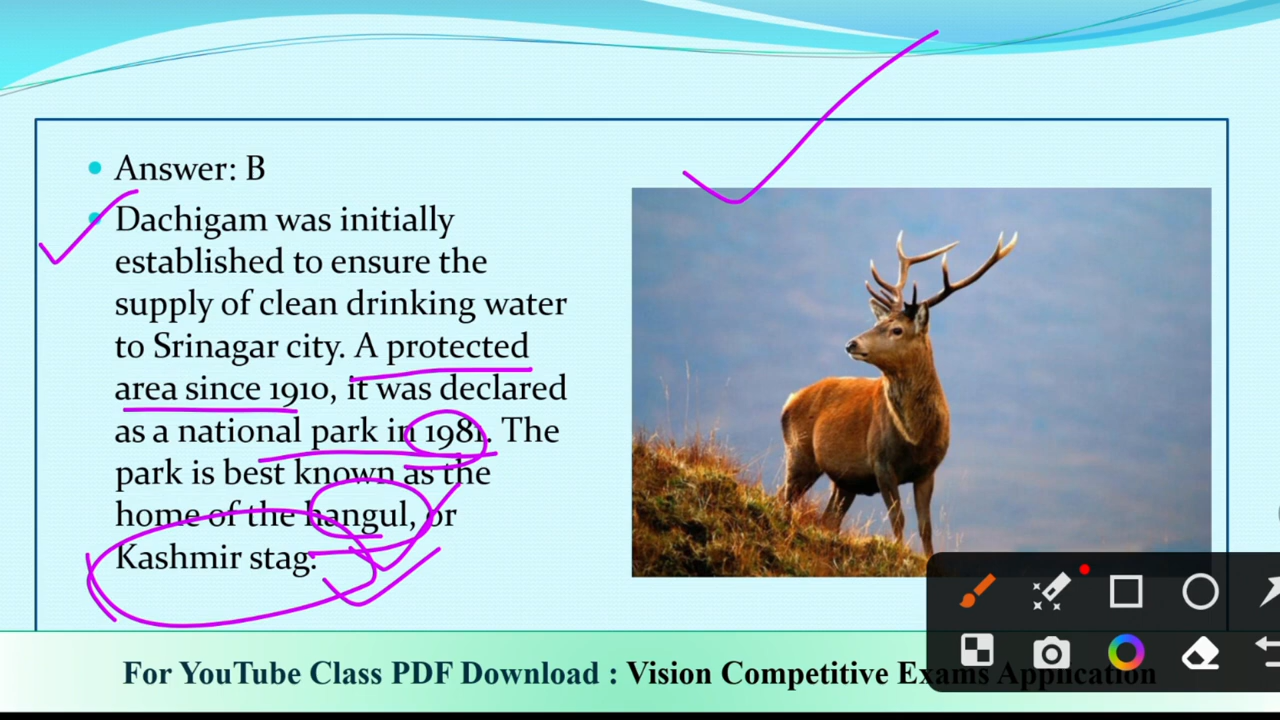 Answer: B
Dachigam was initially
established to ensure the
supply of clean drinking water
to Srinagar city. A protected
area since 1910, it was declared
as a national park in 1981. The
park is best known as the
home of the hangul, or
Kashmir stag.
For YouTube Class PDF Download : Vision Competitive Exams Application